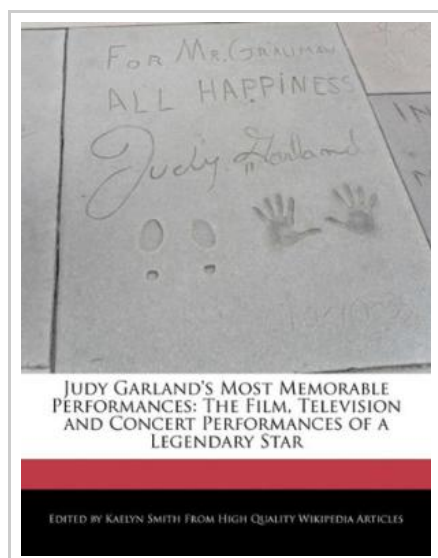 FOR MR. GRAUMAN
ALL HAPPINESS
Judy Garland
JUDY GARLAND'S MOST MEMORABLE
PERFORMANCES: THE FILM, TELEVISION
AND CONCERT PERFORMANCES OF A
LEGENDARY STAR
EDITED BY KAELYN SMITH FROM HIGH QUALITY WIKIPEDIA ARTICLES